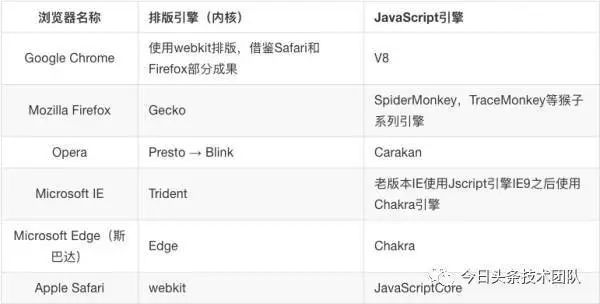 浏览器名称 排版引擎（内核） JavaScript引擎
Google Chrome 使用webkit排版，借鉴Safari和
Firefox部分成果 V8
Mozilla Firefox Gecko SpiderMonkey，TraceMonkey等猴子
系列引擎
Opera Presto → Blink Carakan
Microsoft IE Trident 老版本IE使用Jscript引擎IE9之后使用
Chakra引擎
Microsoft Edge（斯
巴达） Edge Chakra
Apple Safari webkit JavaScriptCore
今日头条技术团队